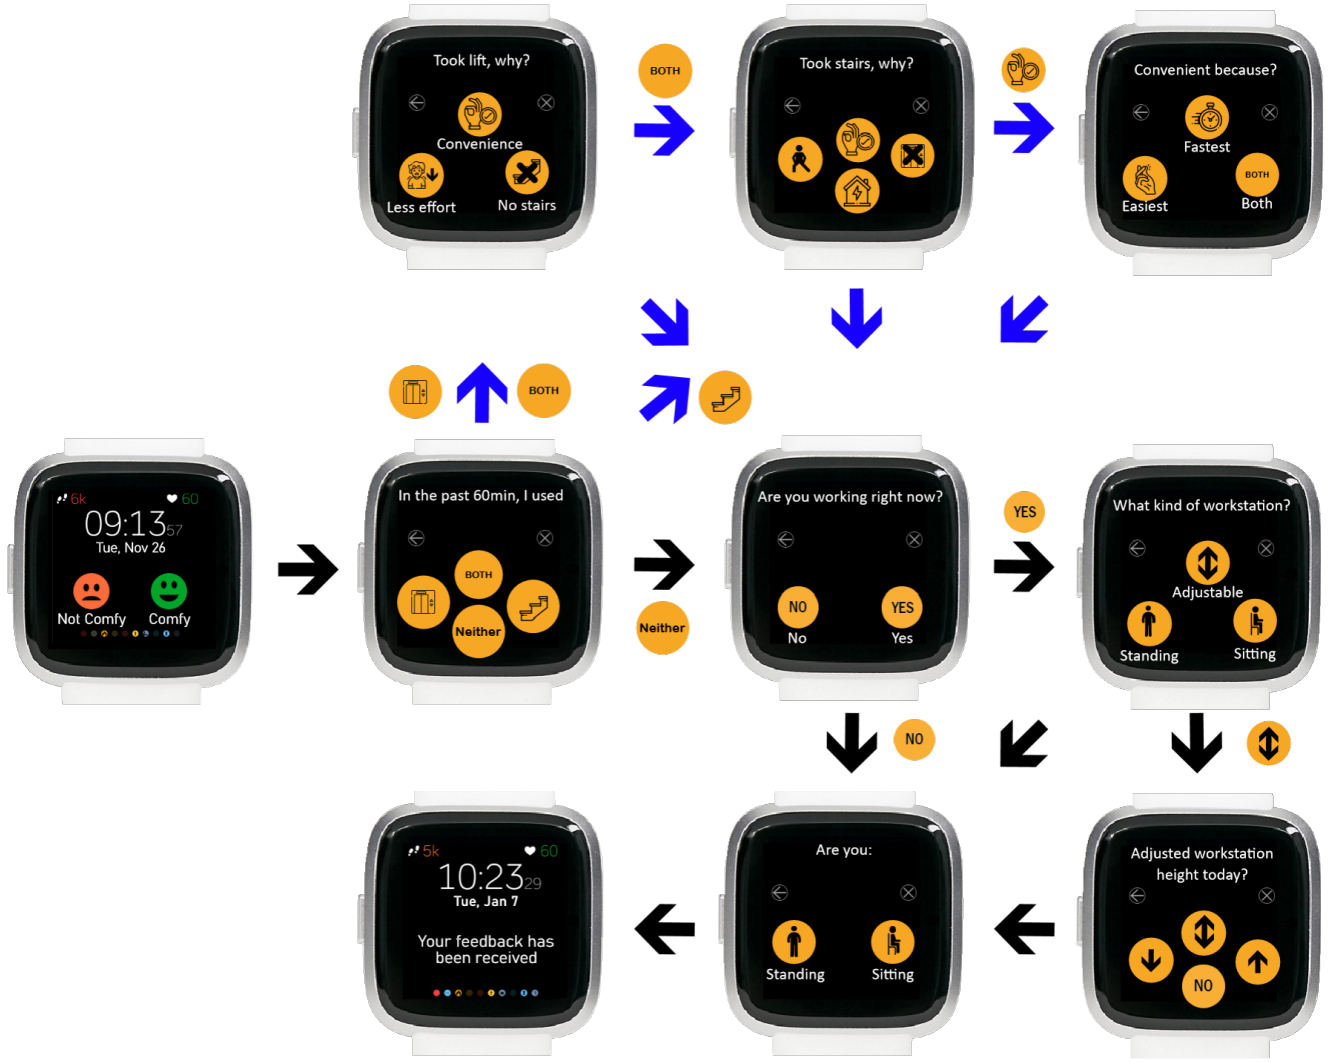 Took lift, why?
Convenience
Less effort
No stairs
BOTH
Took stairs, why?
Convenient because?
Fastest
Easiest
BOTH
Both
BOTH
6k
60
09:13 57
Tue, Nov 26
Not Comfy
Comfy
In the past 60min, I used
BOTH
Neither
Neither
Are you working right now?
NO
YES
No
Yes
YES
What kind of workstation?
Adjustable
Standing
Sitting
NO
5k
60
10:23 29
Tue, Jan 7
Your feedback has
been received
Are you:
Standing
Sitting
Adjusted workstation
height today?
NO